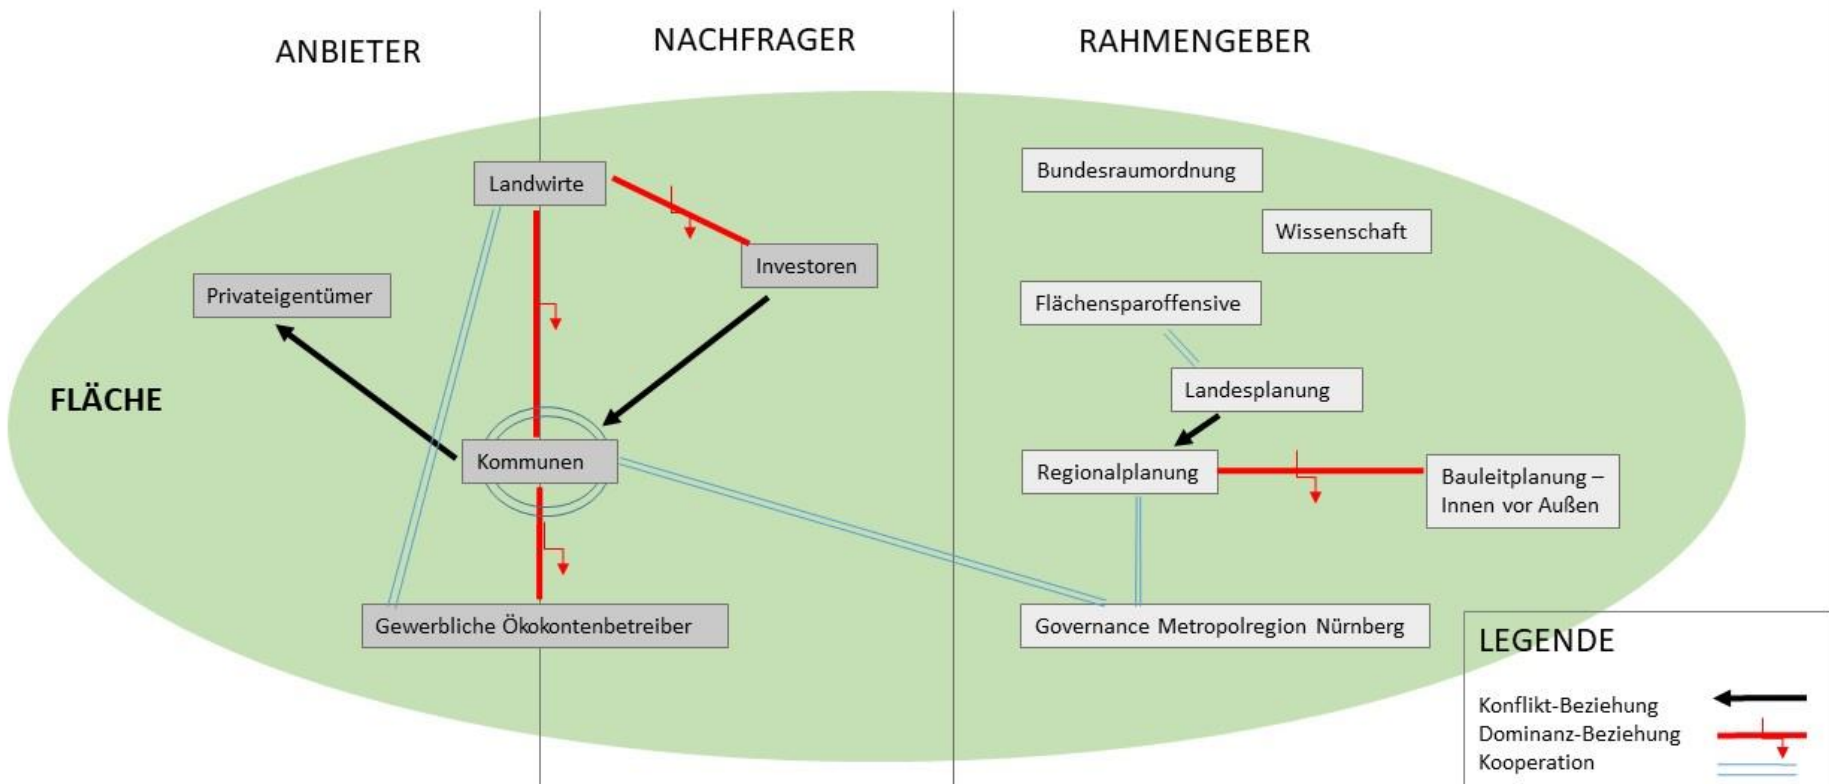 ANBIETER
NACHFRAGER
RAHMENGEBER
Landwirte
Bundesraumordnung
Wissenschaft
Investoren
Privateigentümer
Flächensparoffensive
FLÄCHE
Landesplanung
Kommunen
Regionalplanung
Bauleitplanung –
Innen vor Außen
Gewerbliche Ökokontenbetreiber
Governance Metropolregion Nürnberg
LEGENDE
Konflikt-Beziehung
Dominanz-Beziehung
Kooperation